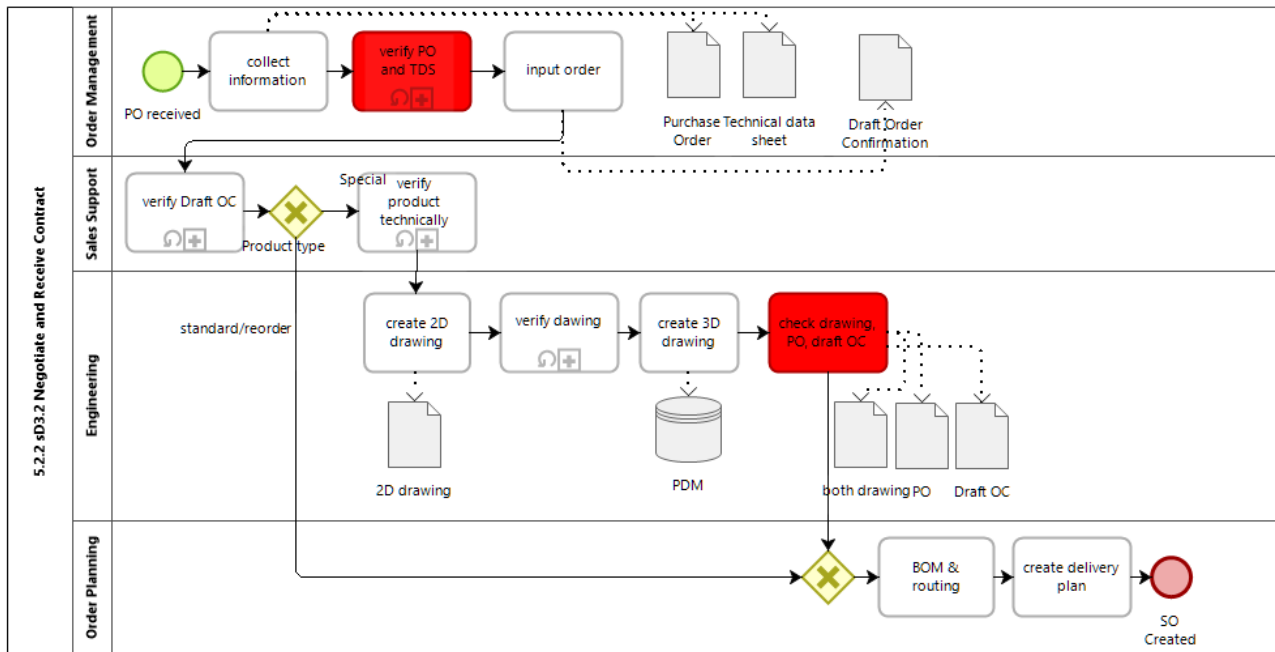 5.2.2 sD3.2 Negotiate and Receive Contract
Order Management
PO received
collect
information
verify PO
and TDS
input order
Purchase
Order
Technical data
sheet
Draft Order
Confirmation
Sales Support
verify Draft OC
Product type
Special
verify
product
technically
standard/reorder
Engineering
create 2D
drawing
verify dawing
create 3D
drawing
check drawing,
PO, draft OC
2D drawing
PDM
both drawing
PO
Draft OC
Order Planning
BOM &
routing
create delivery
plan
SO
Created